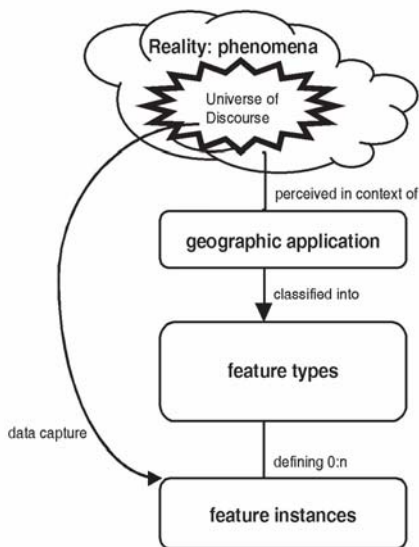 Reality: phenomena
Universe of
Discourse
perceived in context of
geographic application
classified into
feature types
data capture
defining 0:n
feature instances